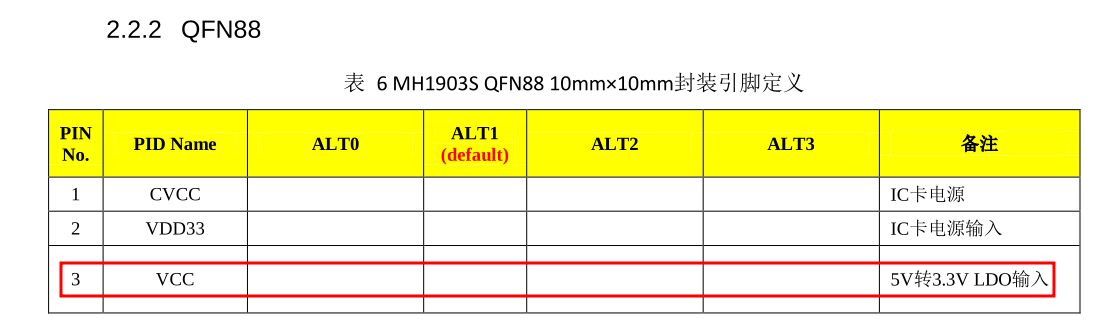 2.2.2 QFN88
表 6 MH1903S QFN88 10mm×10mm封装引脚定义
PIN No. PID Name ALT0 ALT1 (default) ALT2 ALT3 备注
1 CVCC IC卡电源
2 VDD33 IC卡电源输入
3 VCC 5V转3.3V LDO输入